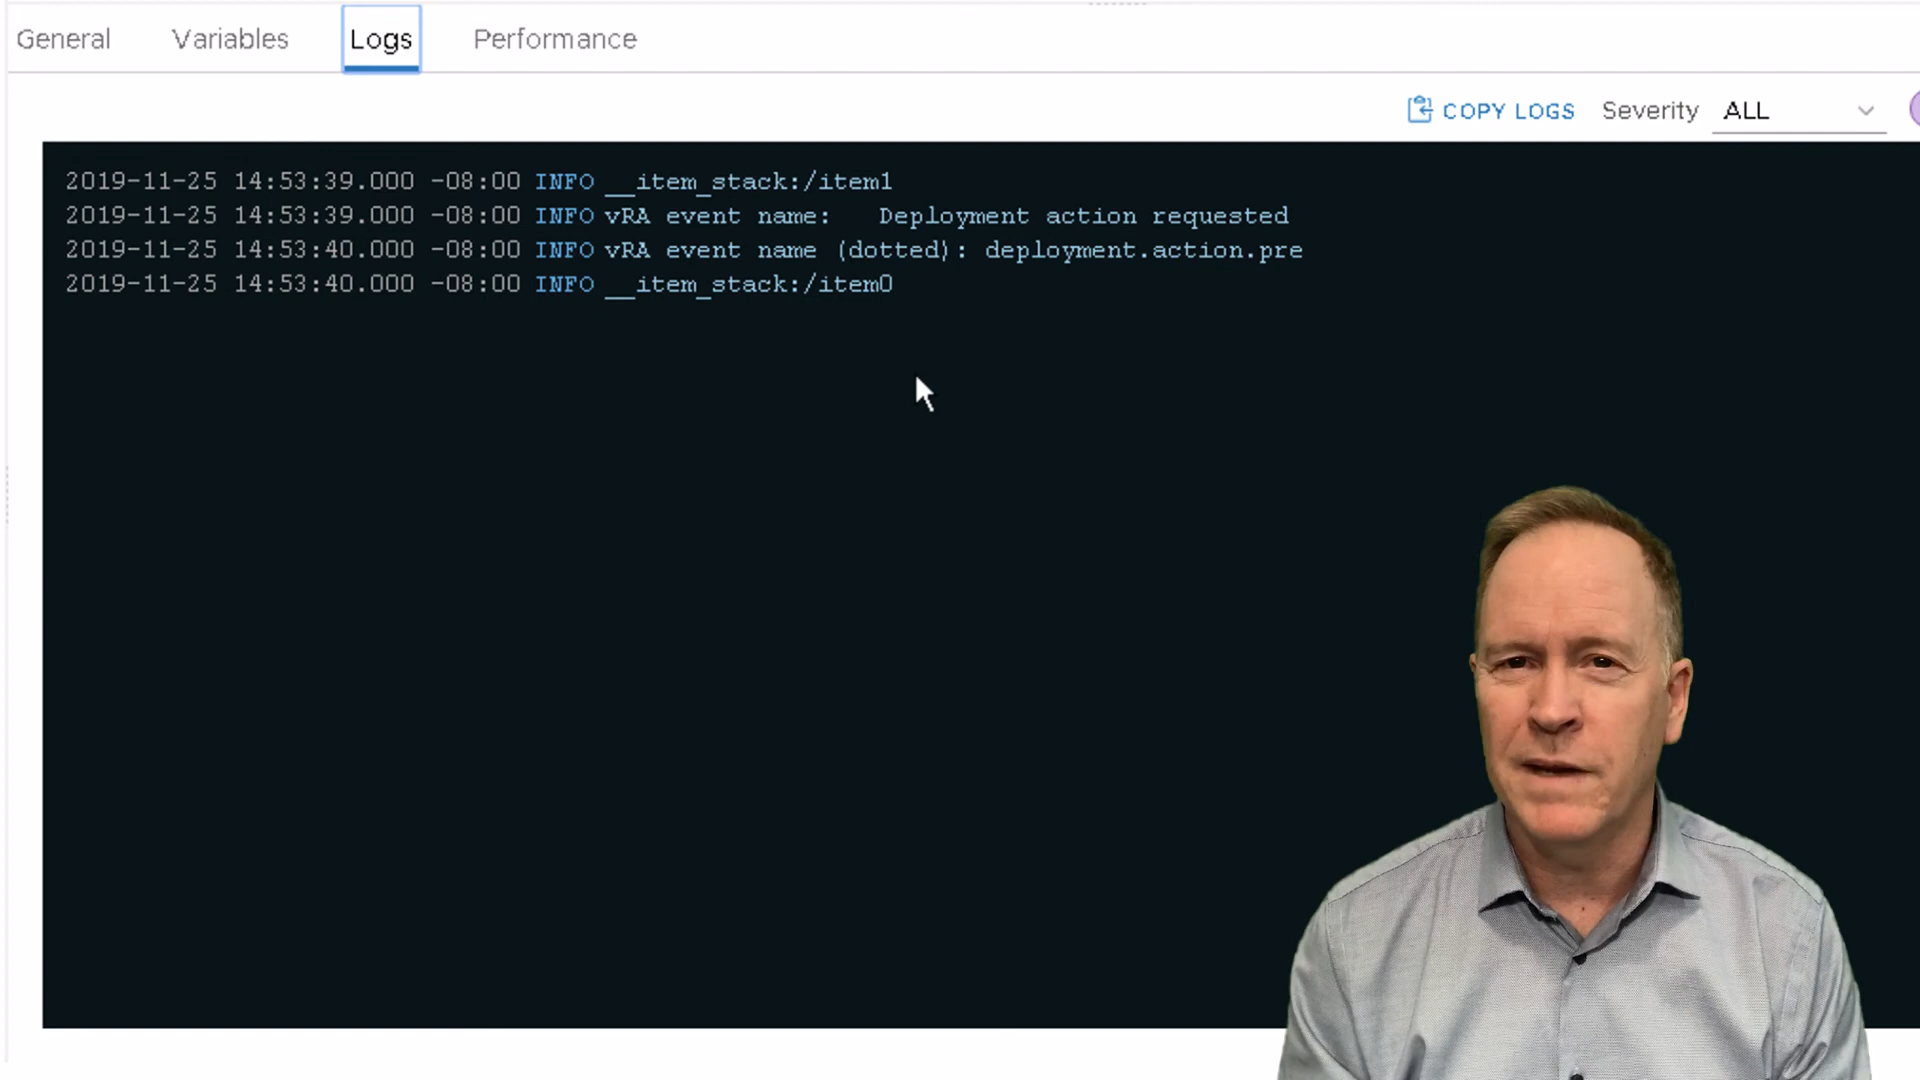 General Variables Logs Performance
COPY LOGS Severity ALL
2019-11-25 14:53:39.000 -08:00 INFO __item_stack:/item1
2019-11-25 14:53:39.000 -08:00 INFO vRA event name:   Deployment action requested
2019-11-25 14:53:40.000 -08:00 INFO vRA event name (dotted): deployment.action.pre
2019-11-25 14:53:40.000 -08:00 INFO __item_stack:/item0